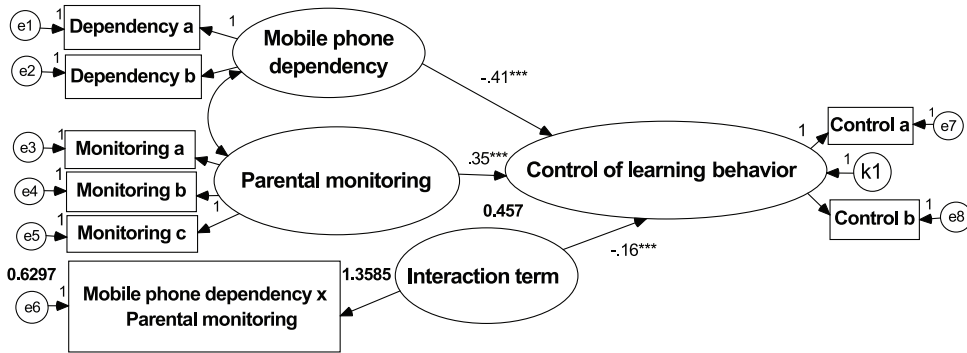 e1
1
Dependency a
1
Mobile phone
dependency
e2
1
Dependency b
-.41***
e3
1
Monitoring a
e4
1
Monitoring b
1
e5
1
Monitoring c
Parental monitoring
.35***
Control of learning behavior
1
Control a
1
e7
1
k1
Control b
1
e8
0.457
-.16***
0.6297
1
e6
Mobile phone dependency x
Parental monitoring
1.3585
Interaction term